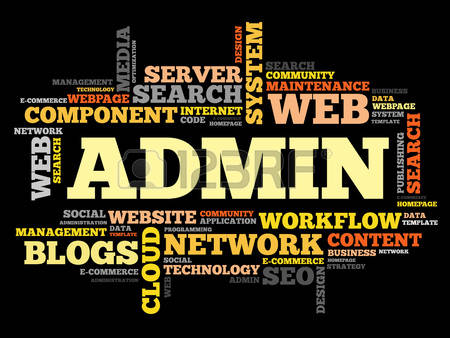 MEDIA
OPTIMIZATION
DESIGN
SYSTEM
SERVER
SEARCH
SEARCH
COMMUNITY
MAINTENANCE
MANAGEMENT
TECHNOLOGY
E-COMMERCE
WEBPAGE
COMPONENT
INTERNET
CODE
E-COMMERCE
HOMEPAGE
WEB
BUSINESS
DATA
WEBPAGE
SYSTEM
TEMPLATE
NETWORK
WEB
SEARCH
ADMIN
123RF
PUBLISHING
SEARCH
E-COMMERCE
HOMEPAGE
SOCIAL
ADMINISTRATION
WEBSITE
COMMUNITY
APPLICATION
WORKFLOW
DATA
TEMPLATE
MANAGEMENT
DATA
TEMPLATE
CLOUD
PROGRAMMING
NETWORK
CONTENT
BLOGS
SOCIAL
BUSINESS
NETWORK
E-COMMERCE
TECHNOLOGY
E-COMMERCE
HOMEPAGE
STRATEGY
ADMINISTRATION
WEB
ADMIN
SEO
DESIGN